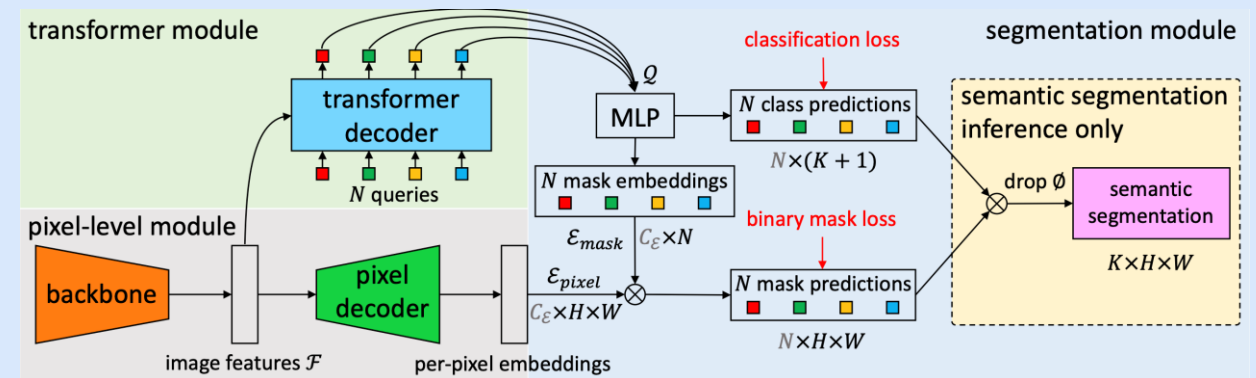 transformer module
transformer
decoder
N queries
pixel-level module
backbone
image features ℱ
pixel
decoder
per-pixel embeddings
segmentation module
Q
MLP
N mask embeddings
ℰmask
Cℰ×N
ℰpixel
Cℰ×H×W
classification loss
N class predictions
N×(K + 1)
binary mask loss
N mask predictions
N×H×W
semantic segmentation
inference only
drop ∅
semantic
segmentation
K×H×W